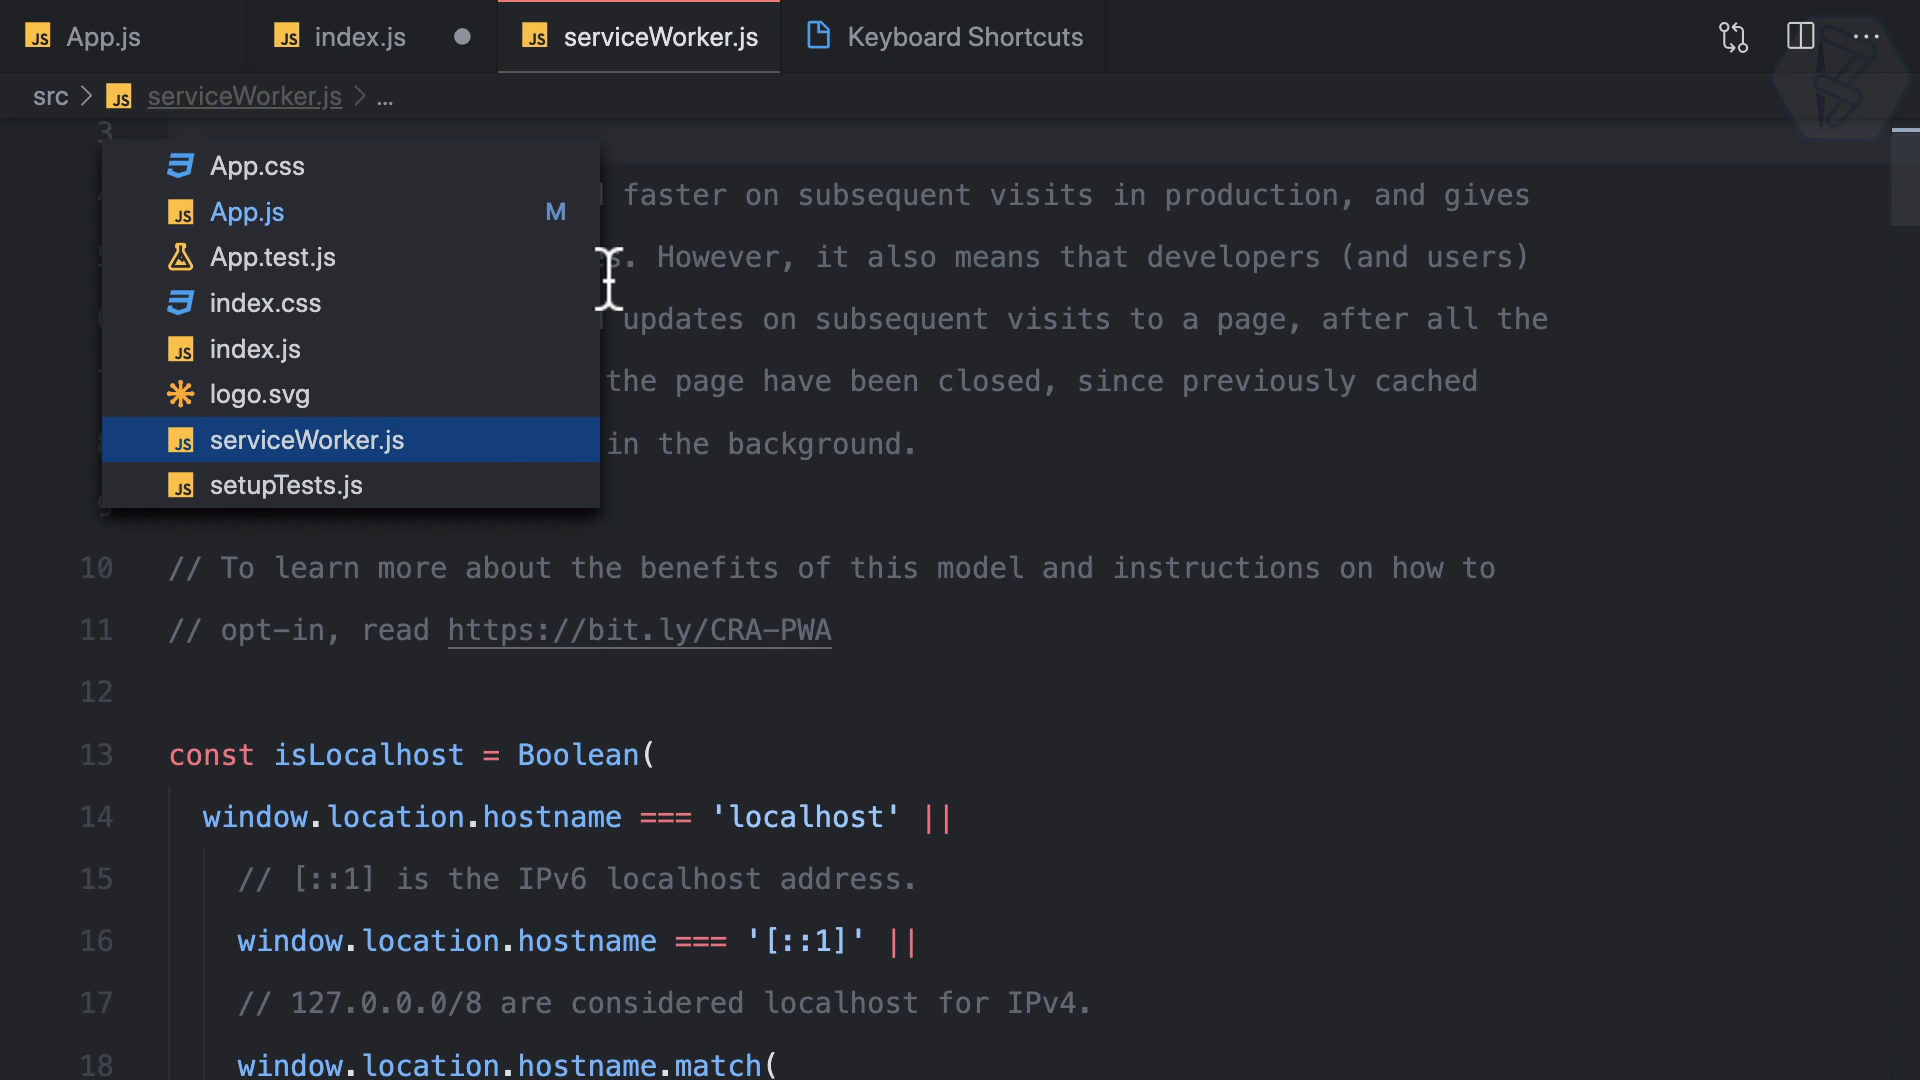 App.js
index.js
serviceWorker.js
Keyboard Shortcuts
src > serviceWorker.js > ...
3
App.css
App.js M
App.test.js
index.css
index.js
logo.svg
serviceWorker.js
setupTests.js
faster on subsequent visits in production, and gives
. However, it also means that developers (and users)
updates on subsequent visits to a page, after all the
the page have been closed, since previously cached
in the background.
9
10 // To learn more about the benefits of this model and instructions on how to
11 // opt-in, read https://bit.ly/CRA-PWA
12
13 const isLocalhost = Boolean(
14 window.location.hostname === 'localhost' ||
15 // [::1] is the IPv6 localhost address.
16 window.location.hostname === '[::1]' ||
17 // 127.0.0.0/8 are considered localhost for IPv4.
18 window.location.hostname.match(